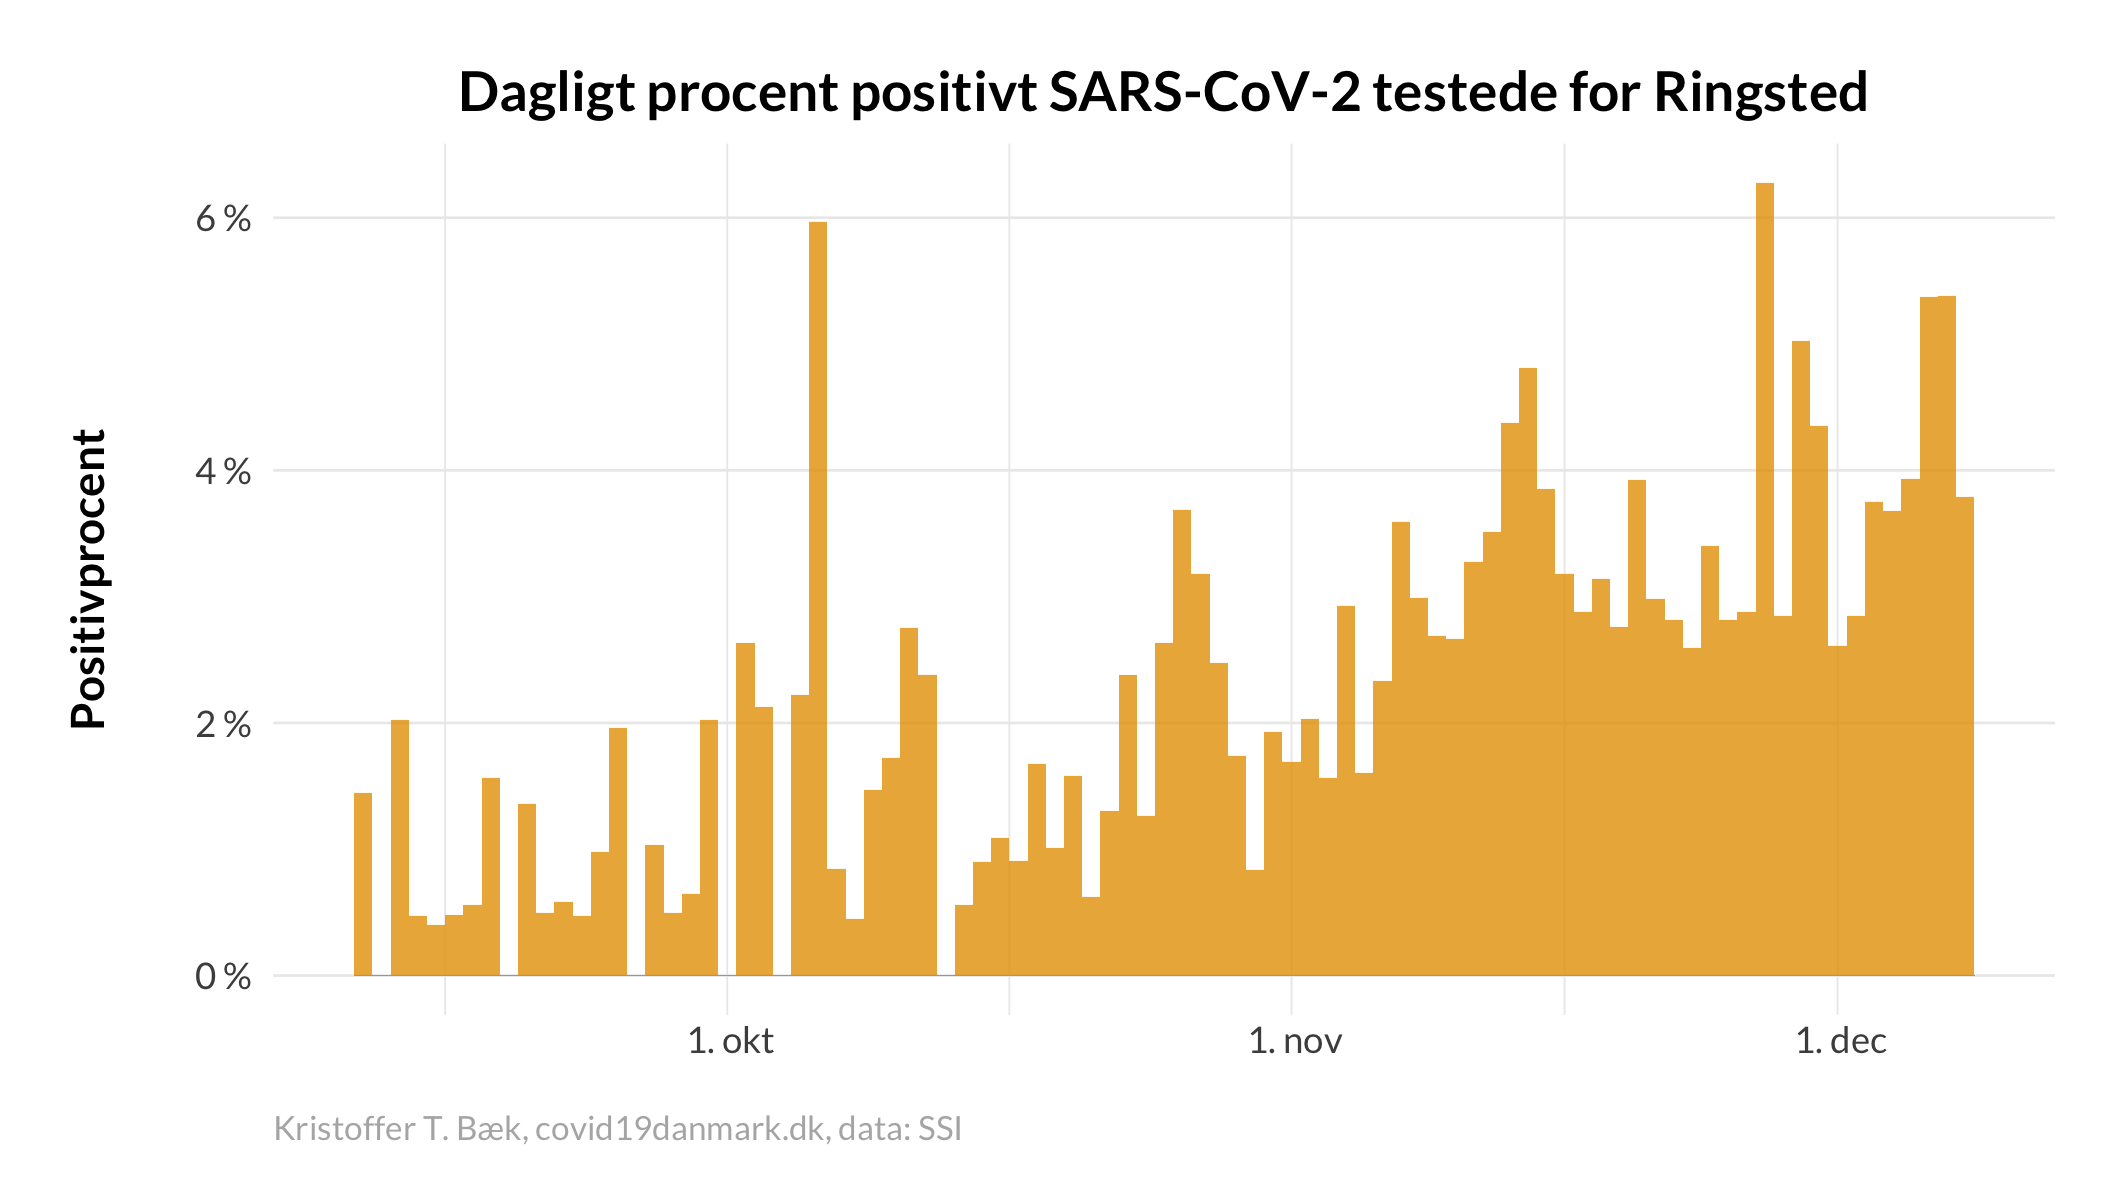 Dagligt procent positivt SARS-CoV-2 testede for Ringsted
Positivprocent
6 %
4 %
2 %
0 %
1. okt
1. nov
1. dec
Kristoffer T. Bæk, covid19danmark.dk, data: SSI